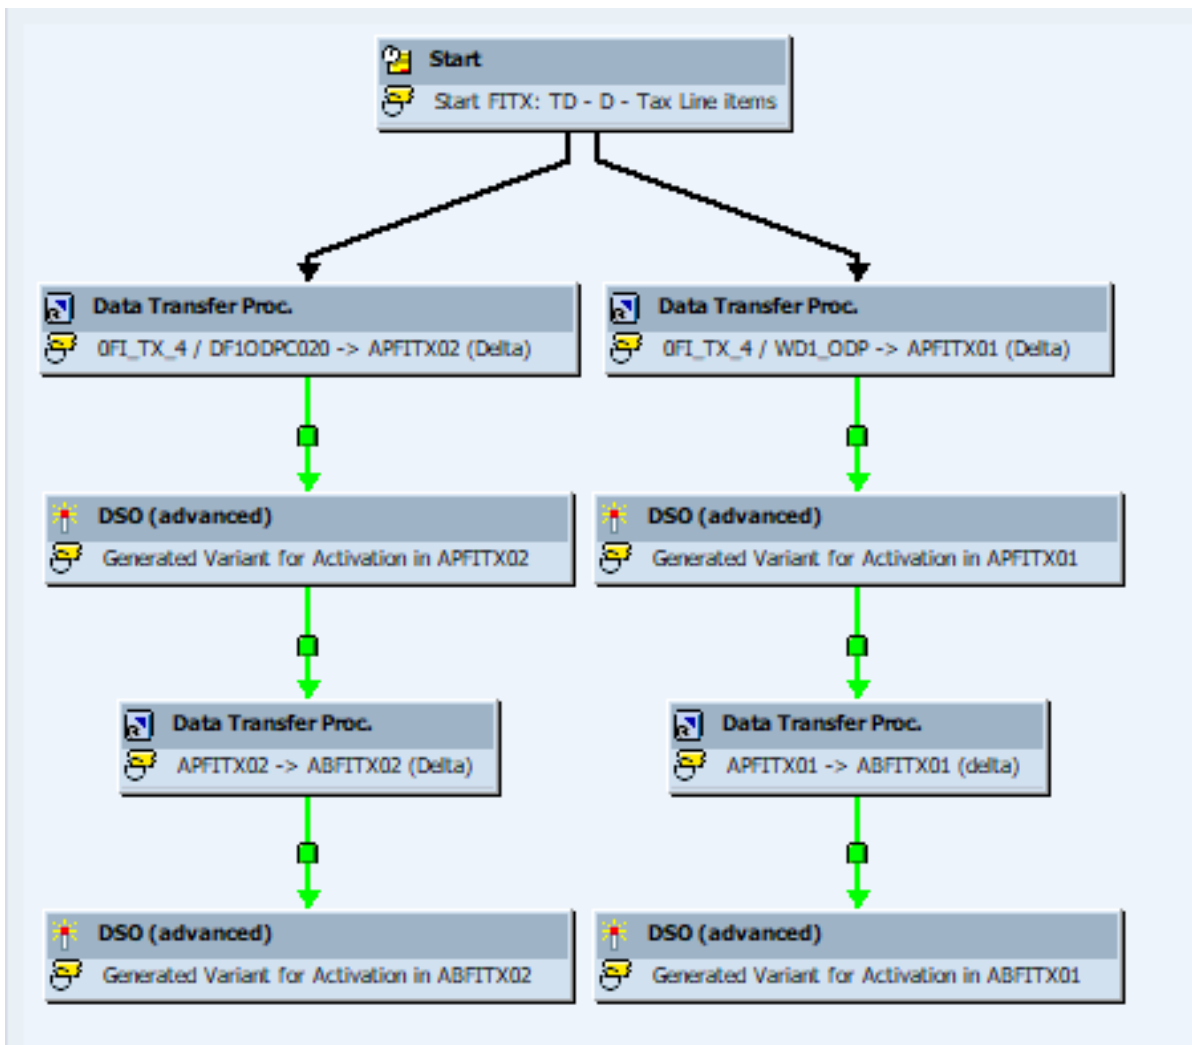 Start
Start FITX: TD - D - Tax Line items
Data Transfer Proc.
0FI_TX_4 / DF1ODPC020 -> APFITX02 (Delta)
Data Transfer Proc.
0FI_TX_4 / WD1_ODP -> APFITX01 (Delta)
DSO (advanced)
Generated Variant for Activation in APFITX02
DSO (advanced)
Generated Variant for Activation in APFITX01
Data Transfer Proc.
APFITX02 -> ABFITX02 (Delta)
Data Transfer Proc.
APFITX01 -> ABFITX01 (delta)
DSO (advanced)
Generated Variant for Activation in ABFITX02
DSO (advanced)
Generated Variant for Activation in ABFITX01